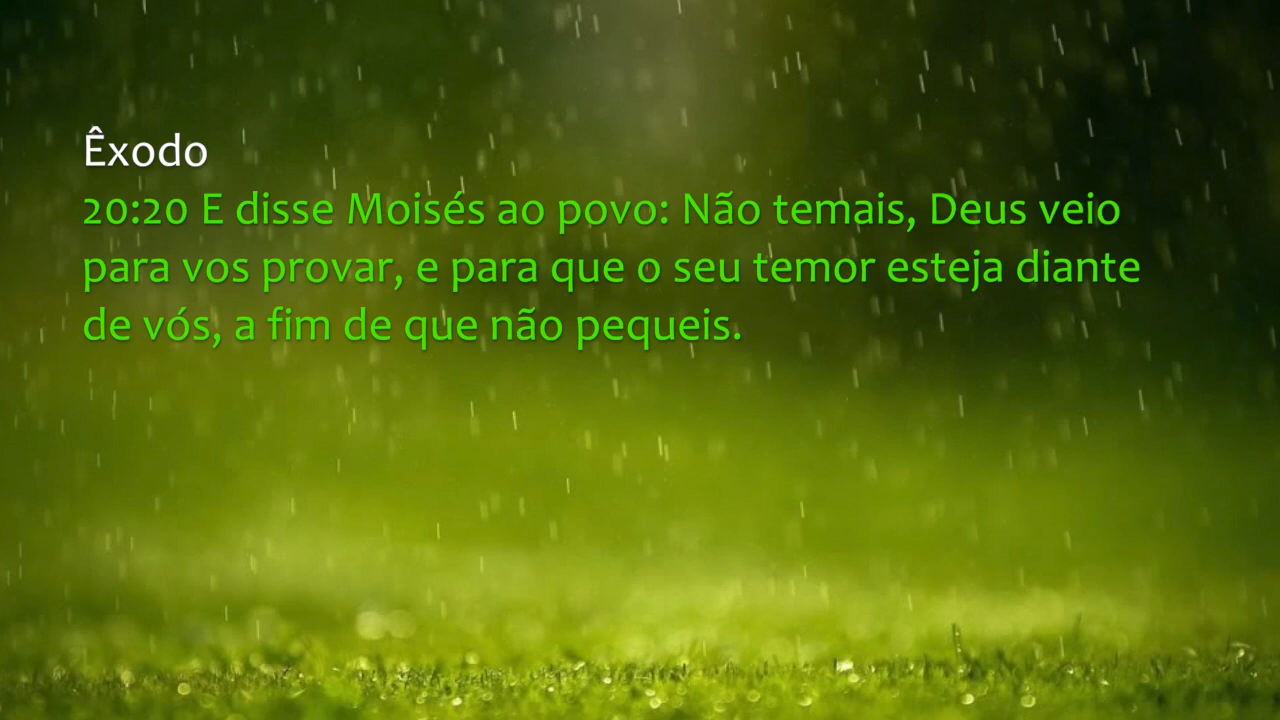 Êxodo
20:20 E disse Moisés ao povo: Não temais, Deus veio
para vos provar, e para que o seu temor esteja diante
de vós, a fim de que não pequeis.